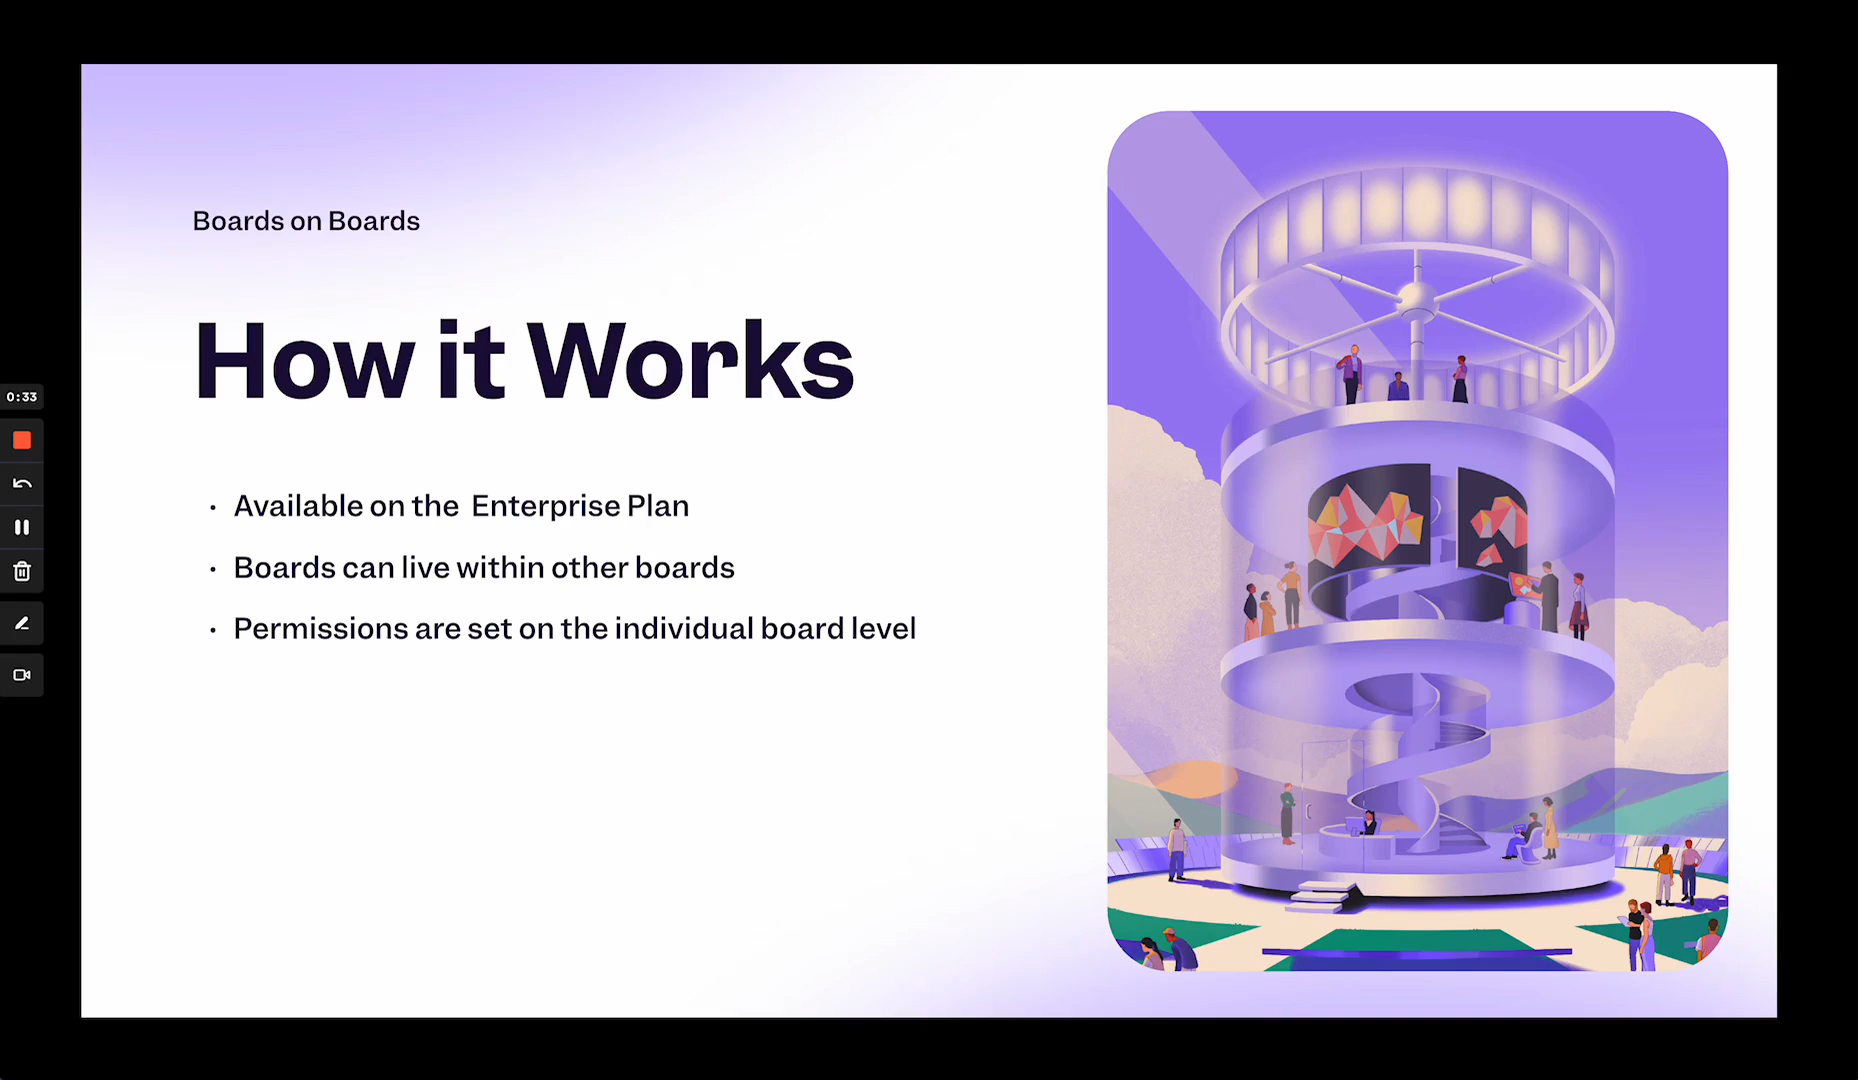 Boards on Boards
How it Works
· Available on the Enterprise Plan
· Boards can live within other boards
· Permissions are set on the individual board level
0:33